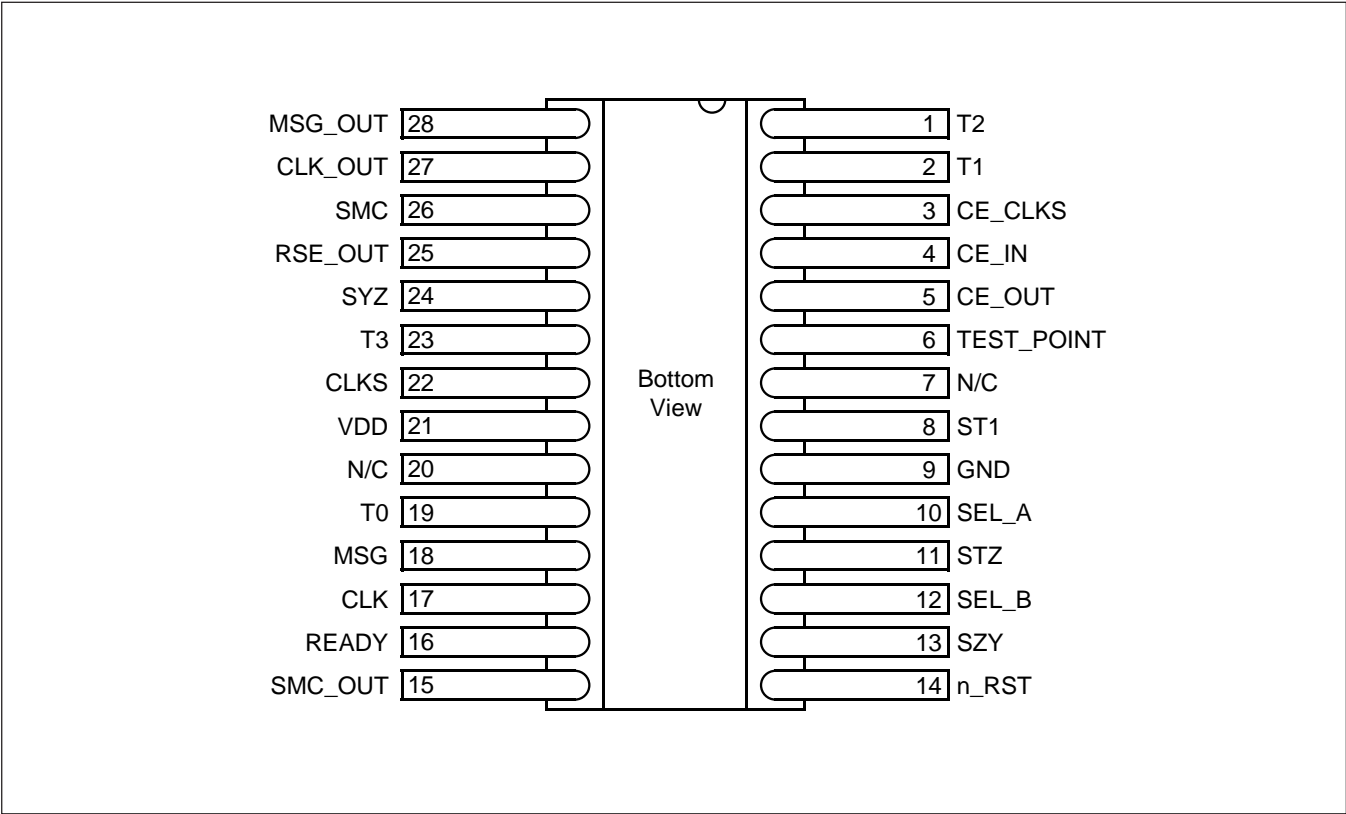 MSG_OUT 28 1 T2
CLK_OUT 27 2 T1
SMC 26 3 CE_CLKS
RSE_OUT 25 4 CE_IN
SYZ 24 5 CE_OUT
T3 23 6 TEST_POINT
CLKS 22 7 N/C
Bottom
View
VDD 21 8 ST1
N/C 20 9 GND
T0 19 10 SEL_A
MSG 18 11 STZ
CLK 17 12 SEL_B
READY 16 13 SZY
SMC_OUT 15 14 n_RST